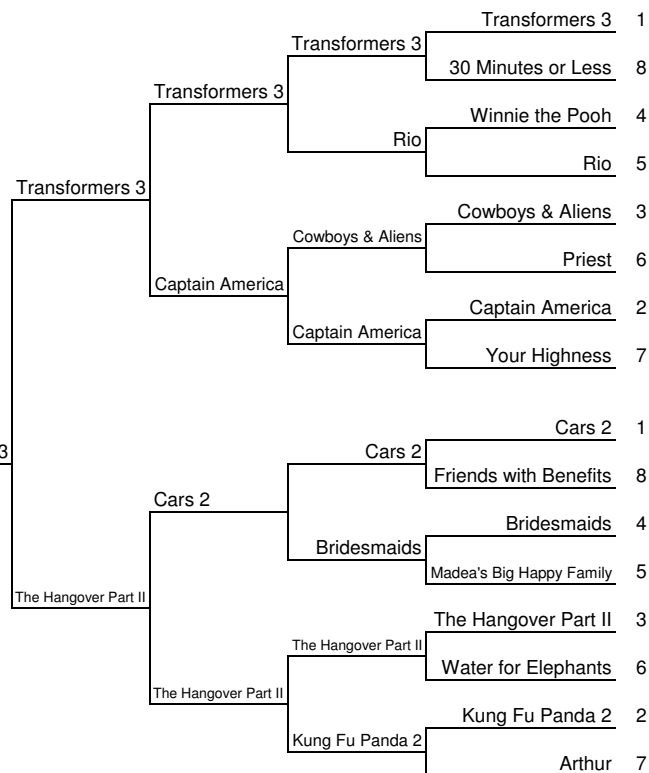 Transformers 3 1
Transformers 3
30 Minutes or Less 8
Transformers 3
Winnie the Pooh 4
Rio
Rio 5
Transformers 3
Cowboys & Aliens 3
Cowboys & Aliens
Priest 6
Captain America
Captain America 2
Captain America
Your Highness 7
Cars 2 1
3
Cars 2
Friends with Benefits 8
Cars 2
Bridesmaids 4
Bridesmaids
Madea's Big Happy Family 5
The Hangover Part II
The Hangover Part II 3
The Hangover Part II
Water for Elephants 6
The Hangover Part II
Kung Fu Panda 2 2
Kung Fu Panda 2
Arthur 7